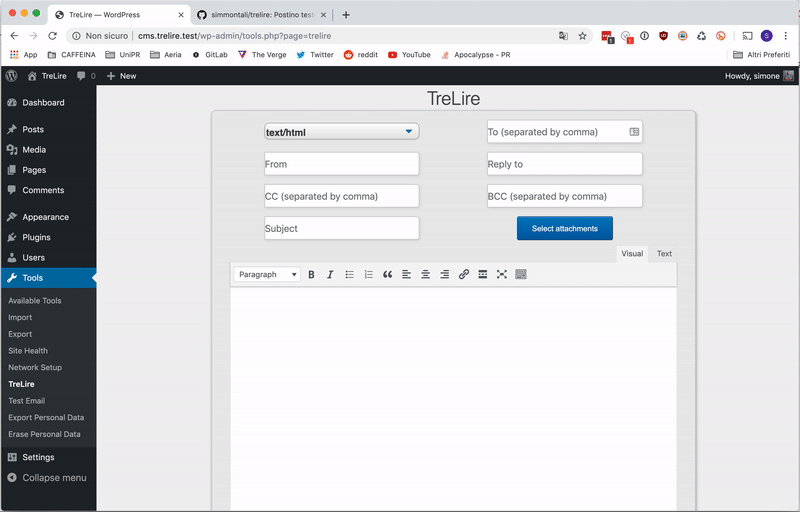 TreLire — WordPress
simmontali/trelire: Postino test
Non sicuro cms.trelire.test/wp-admin/tools.php?page=trelire
App CAFFEINA UniPR Aeria GitLab The Verge Twitter reddit YouTube Apocalypse - PR Altri Preferiti
TreLire 0 New Howdy, simone
Dashboard
Posts
Media
Pages
Comments
Appearance
Plugins
Users
Tools
Available Tools
Import
Export
Site Health
Network Setup
TreLire
Test Email
Export Personal Data
Erase Personal Data
Settings
Collapse menu
TreLire
text/html
To (separated by comma)
From
Reply to
CC (separated by comma)
BCC (separated by comma)
Subject
Select attachments
Visual Text
Paragraph B I